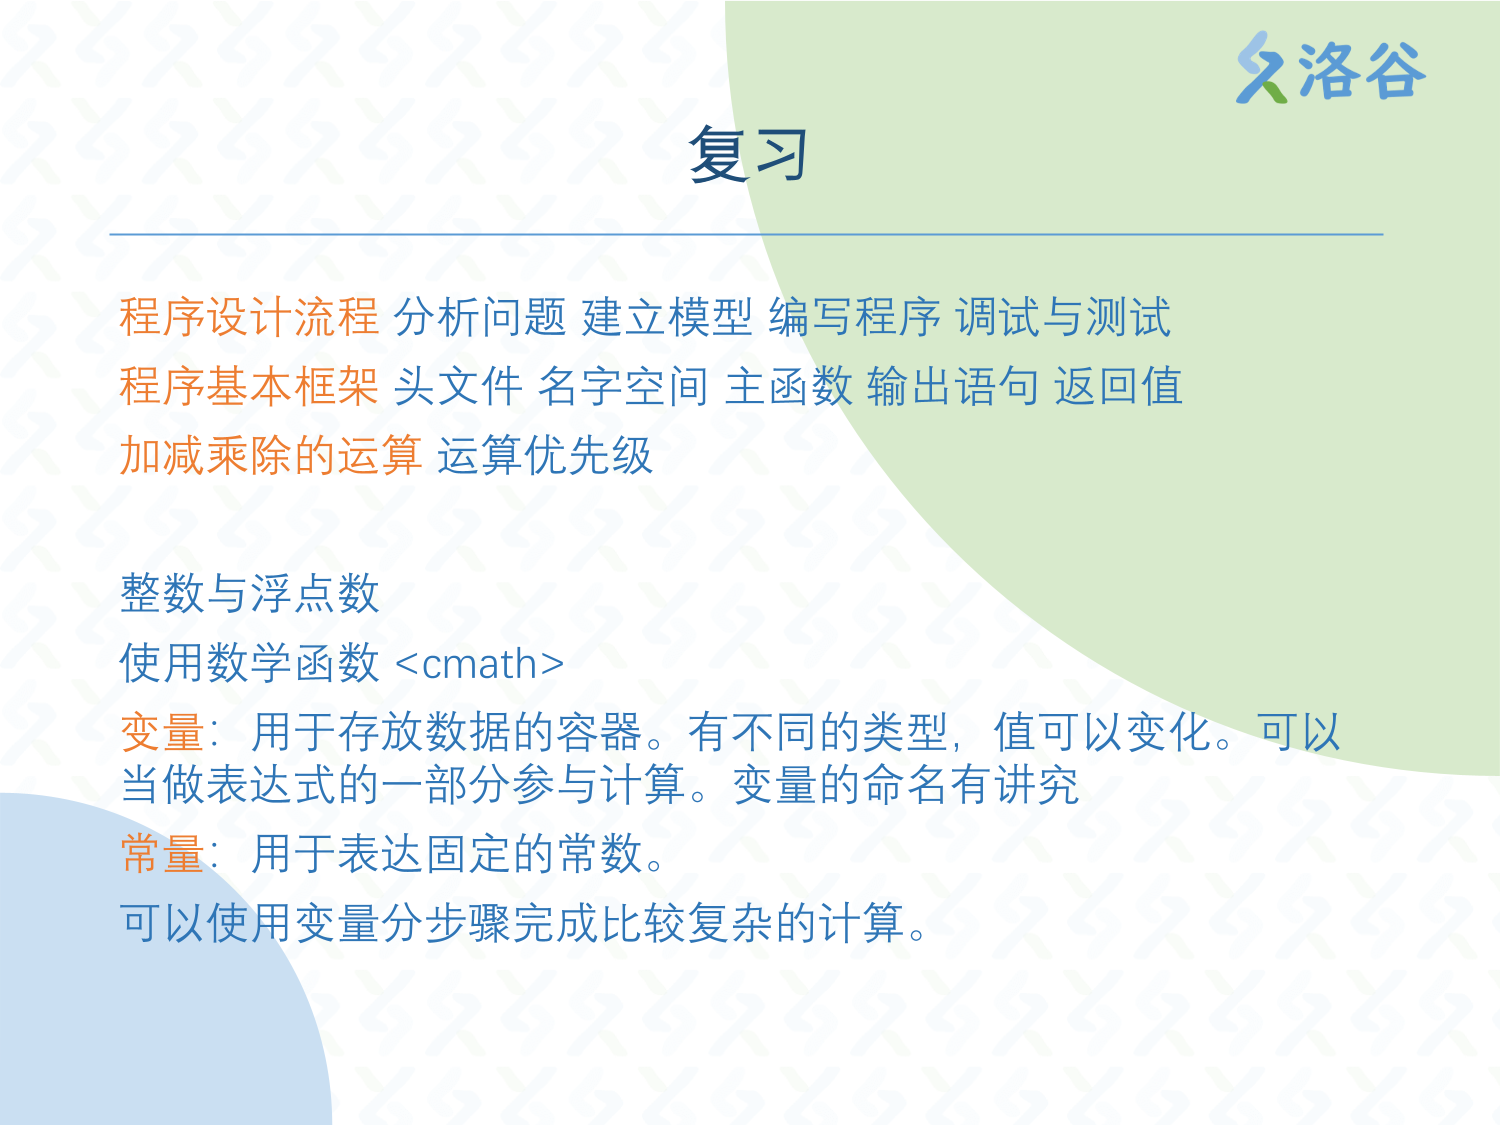 洛谷
复习
程序设计流程 分析问题 建立模型 编写程序 调试与测试
程序基本框架 头文件 名字空间 主函数 输出语句 返回值
加减乘除的运算 运算优先级
整数与浮点数
使用数学函数 <cmath>
变量：用于存放数据的容器。有不同的类型，值可以变化。可以
当做表达式的一部分参与计算。变量的命名有讲究
常量：用于表达固定的常数。
可以使用变量分步骤完成比较复杂的计算。